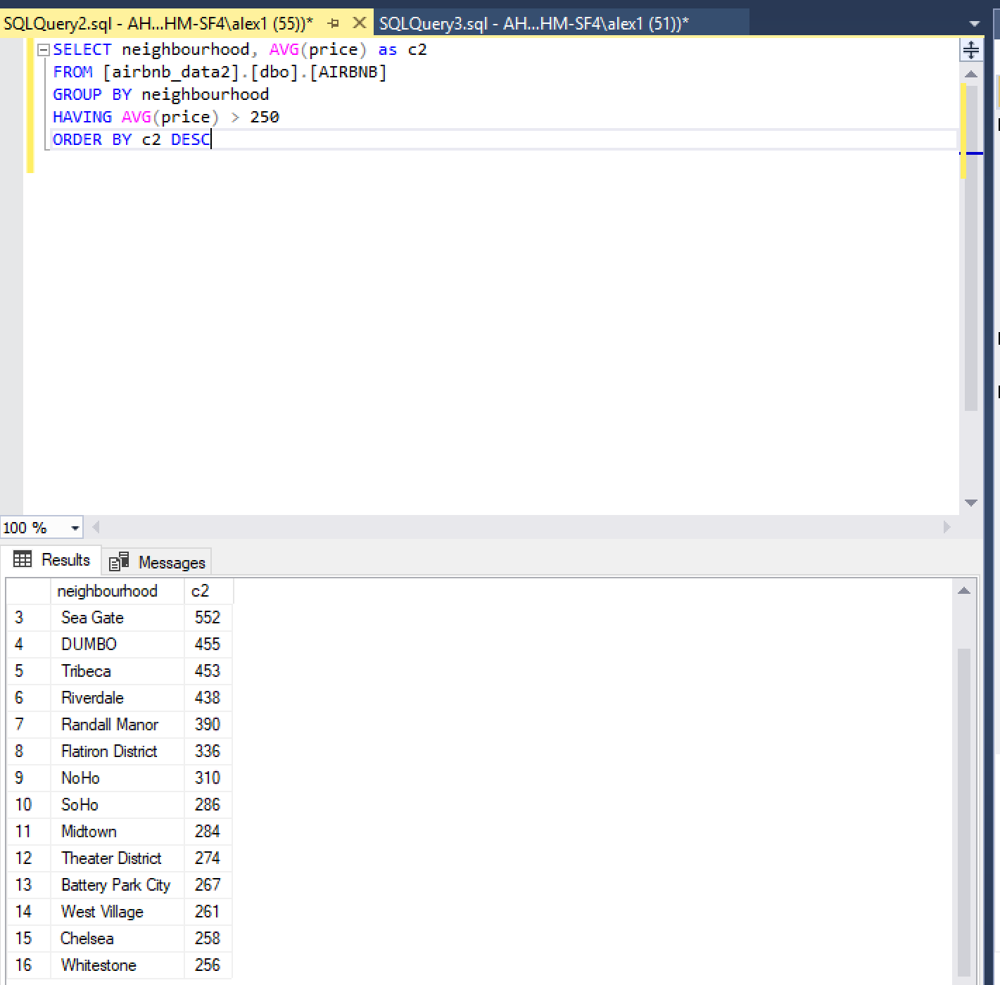 SQLQuery2.sql - AH...HM-SF4\alex1 (55))*
SQLQuery3.sql - AH...HM-SF4\alex1 (51))*
SELECT neighbourhood, AVG(price) as c2
FROM [airbnb_data2].[dbo].[AIRBNB]
GROUP BY neighbourhood
HAVING AVG(price) > 250
ORDER BY c2 DESC
100 %
Results
Messages
neighbourhood c2
3 Sea Gate 552
4 DUMBO 455
5 Tribeca 453
6 Riverdale 438
7 Randall Manor 390
8 Flatiron District 336
9 NoHo 310
10 SoHo 286
11 Midtown 284
12 Theater District 274
13 Battery Park City 267
14 West Village 261
15 Chelsea 258
16 Whitestone 256